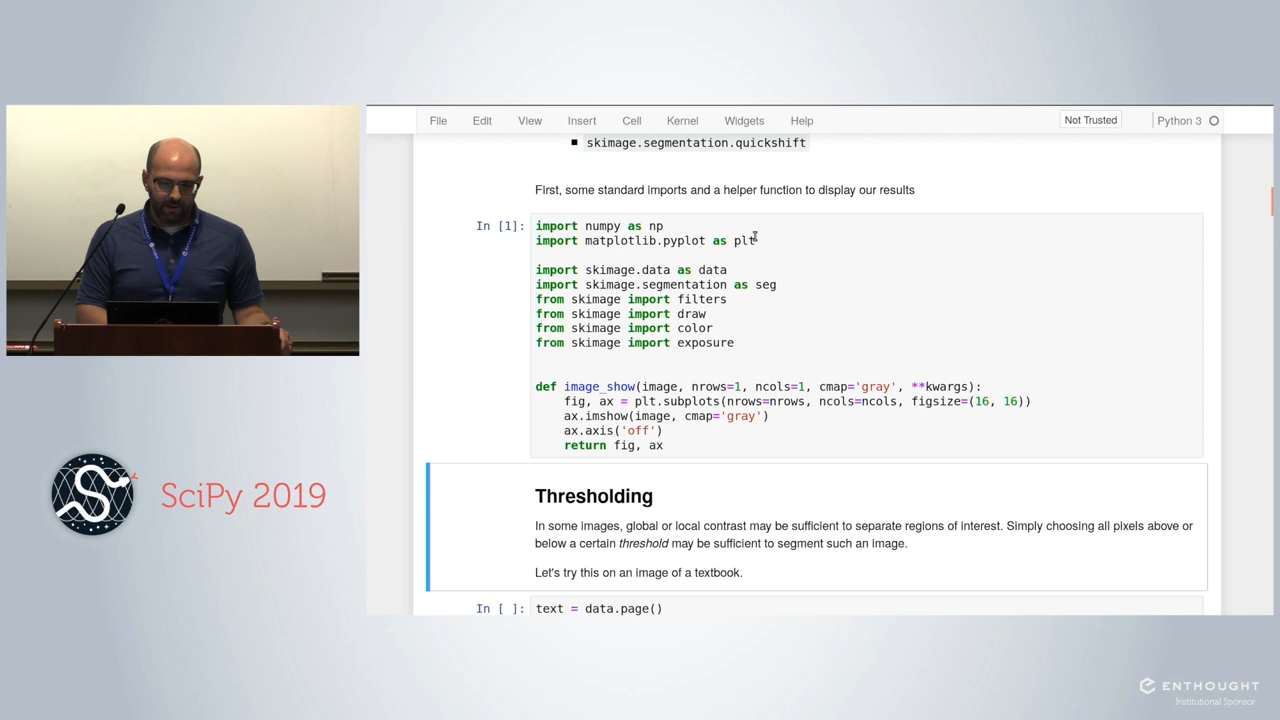 File Edit View Insert Cell Kernel Widgets Help Not Trusted Python 3
skimage.segmentation.quickshift
First, some standard imports and a helper function to display our results
In [1]:
import numpy as np
import matplotlib.pyplot as plt
import skimage.data as data
import skimage.segmentation as seg
from skimage import filters
from skimage import draw
from skimage import color
from skimage import exposure
def image_show(image, nrows=1, ncols=1, cmap='gray', **kwargs):
fig, ax = plt.subplots(nrows=nrows, ncols=ncols, figsize=(16, 16))
ax.imshow(image, cmap='gray')
ax.axis('off')
return fig, ax
Thresholding
In some images, global or local contrast may be sufficient to separate regions of interest. Simply choosing all pixels above or
below a certain threshold may be sufficient to segment such an image.
Let's try this on an image of a textbook.
In [ ]:
text = data.page()
SciPy 2019
ENTHOUGHT
Institutional Sponsor